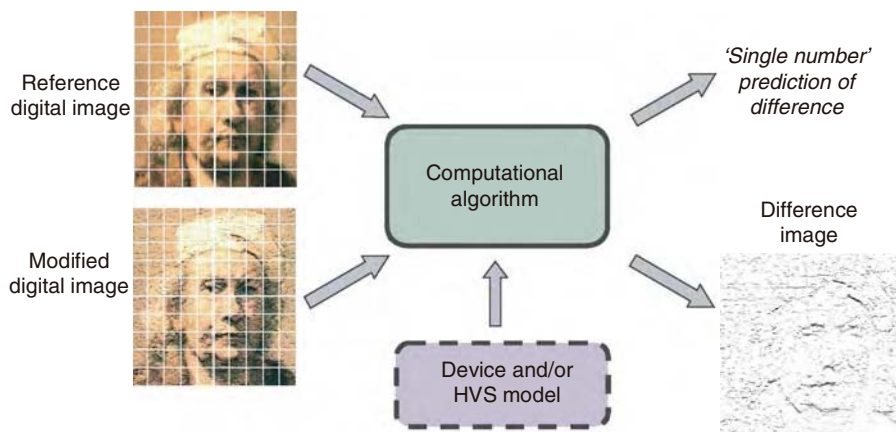 Reference
digital image
Modified
digital image
Computational
algorithm
Device and/or
HVS model
‘Single number’
prediction of
difference
Difference
image